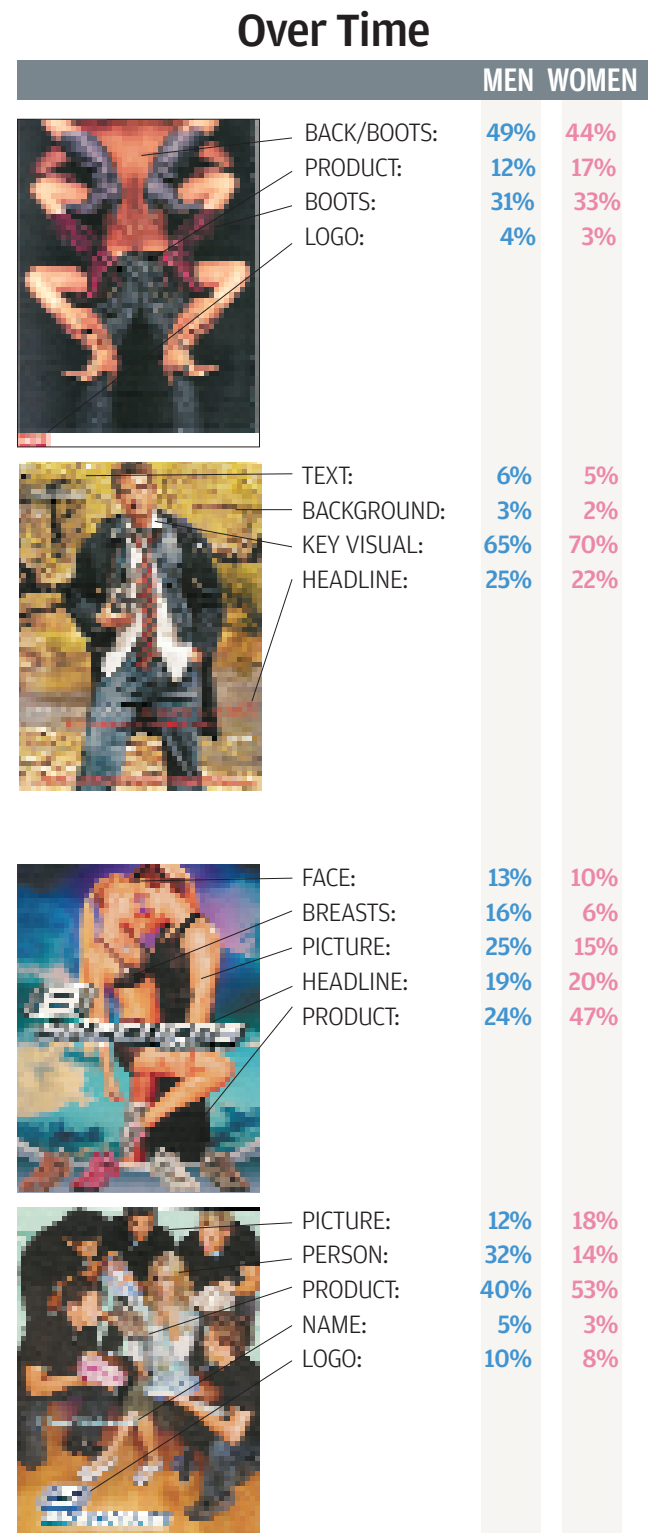 Over Time
MEN WOMEN
BACK/BOOTS: 49% 44%
PRODUCT: 12% 17%
BOOTS: 31% 33%
LOGO: 4% 3%
TEXT: 6% 5%
BACKGROUND: 3% 2%
KEY VISUAL: 65% 70%
HEADLINE: 25% 22%
FACE: 13% 10%
BREASTS: 16% 6%
PICTURE: 25% 15%
HEADLINE: 19% 20%
PRODUCT: 24% 47%
PICTURE: 12% 18%
PERSON: 32% 14%
PRODUCT: 40% 53%
NAME: 5% 3%
LOGO: 10% 8%